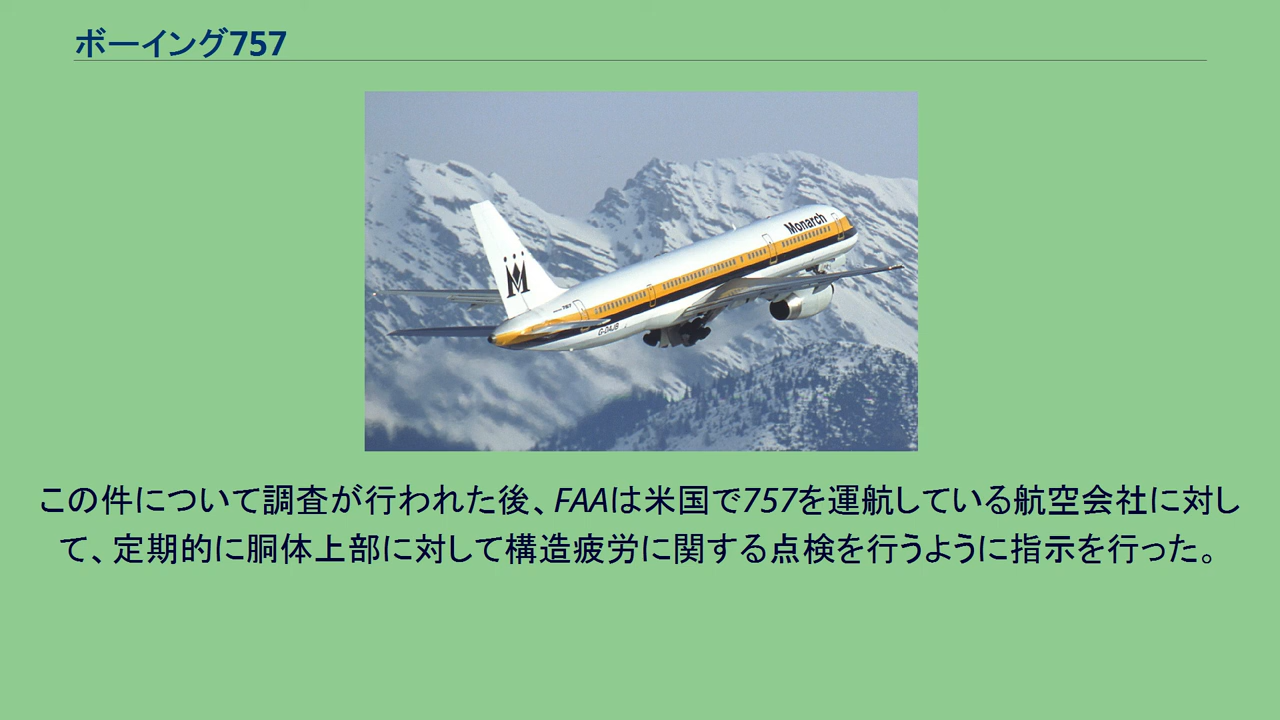 ボーイング757
Monarch
M
G-DAJB
この件について調査が行われた後、FAAは米国で757を運航している航空会社に対し
て、定期的に胴体上部に対して構造疲労に関する点検を行うように指示を行った。